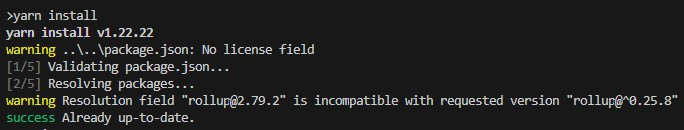 >yarn install
yarn install v1.22.22
warning ..\..\package.json: No license field
[1/5] Validating package.json...
[2/5] Resolving packages...
warning Resolution field "rollup@2.79.2" is incompatible with requested version "rollup@^0.25.8"
success Already up-to-date.